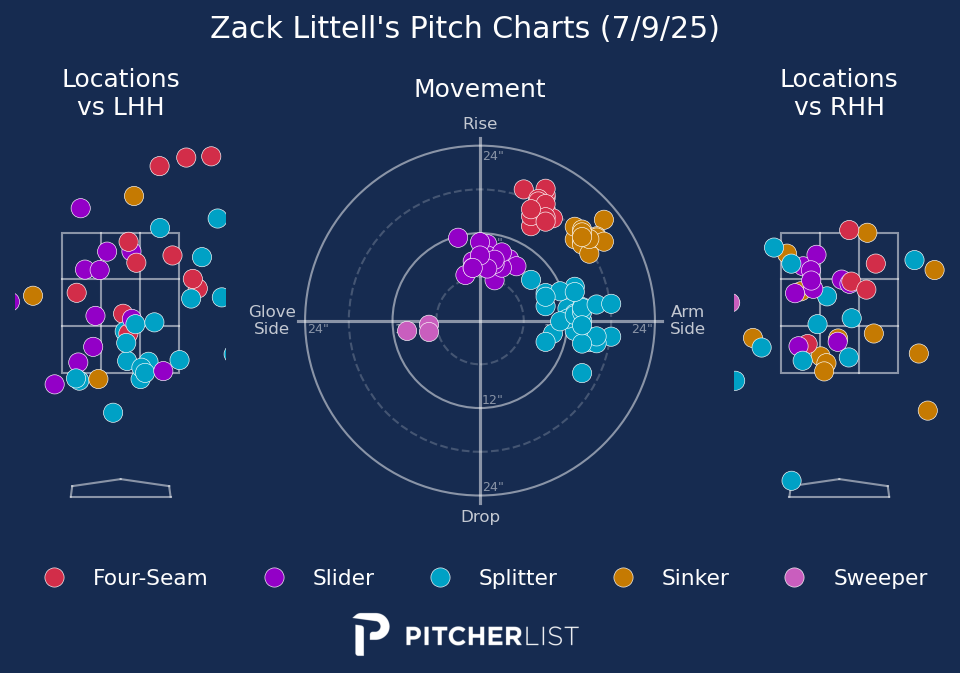 Zack Littell's Pitch Charts (7/9/25)
Locations
vs LHH
Movement
Locations
vs RHH
Rise
24"
Glove
Side
24"
24"
Arm
Side
12"
24"
Drop
Four-Seam
Slider
Splitter
Sinker
Sweeper
PITCHERLIST